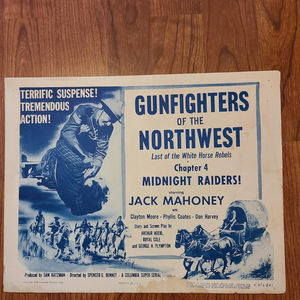 TERRIFIC SUSPENSE!
TREMENDOUS
ACTION!
GUNFIGHTERS
OF THE
NORTHWEST
Last of the White Horse Rebels
Chapter 4
MIDNIGHT RAIDERS!
starring
JACK MAHONEY
with
Clayton Moore - Phyllis Coates - Don Harvey
Story and Screen Play by
ARTHUR HOERL
ROYAL COLE
and GEORGE H. PLYMPTON
Produced by SAM KATZMAN
Directed by SPENCER G. BENNET
A COLUMBIA SUPER-SERIAL